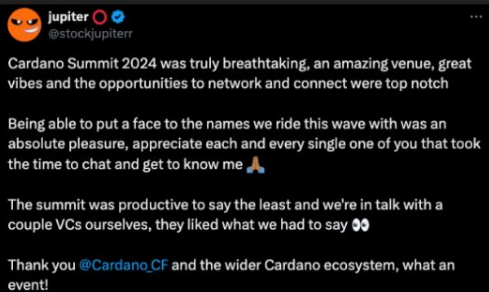 jupiter
@stockjupiterr
Cardano Summit 2024 was truly breathtaking, an amazing venue, great
vibes and the opportunities to network and connect were top notch
Being able to put a face to the names we ride this wave with was an
absolute pleasure, appreciate each and every single one of you that took
the time to chat and get to know me 🙏🏾
The summit was productive to say the least and we're in talk with a
couple VCs ourselves, they liked what we had to say 👀
Thank you @Cardano_CF and the wider Cardano ecosystem, what an
event!